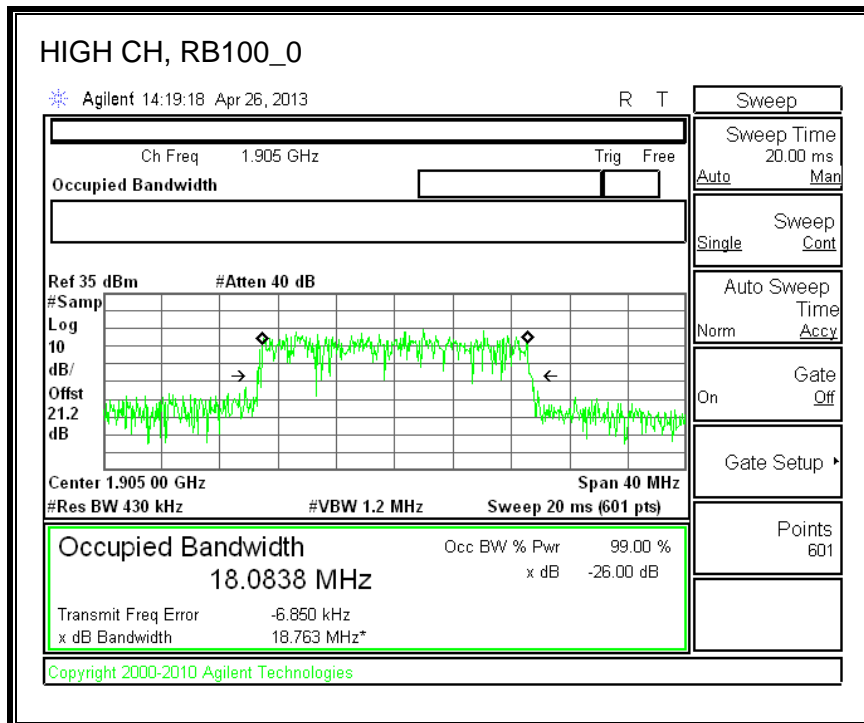 HIGH CH, RB100_0
Agilent 14:19:18 Apr 26, 2013 R T
Ch Freq 1.905 GHz Trig Free
Occupied Bandwidth
Ref 35 dBm #Atten 40 dB
#Samp
Log
10
dB/
Offst
21.2
dB
Center 1.905 00 GHz Span 40 MHz
#Res BW 430 kHz #VBW 1.2 MHz Sweep 20 ms (601 pts)
Occupied Bandwidth Occ BW % Pwr 99.00 %
18.0838 MHz x dB -26.00 dB
Transmit Freq Error -6.850 kHz
x dB Bandwidth 18.763 MHz*
Copyright 2000-2010 Agilent Technologies
Sweep
Sweep Time
20.00 ms
Auto Man
Sweep
Single Cont
Auto Sweep
Time
Norm Accy
Gate
On Off
Gate Setup
Points
601